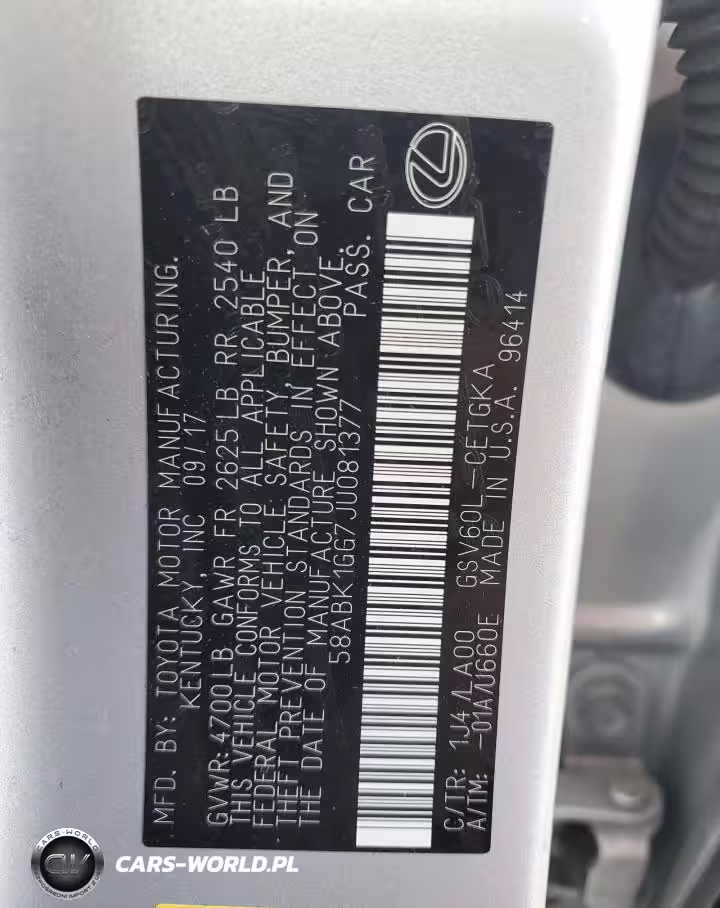 MFD. BY: TOYOTA MOTOR MANUFACTURING.
KENTUCKY, INC 09/17
GVWR: 4700LB GAWR FR 2625LB RR 2540 LB
THIS VEHICLE CONFORMS TO ALL APPLICABLE
FEDERAL MOTOR VEHICLE SAFETY, BUMPER, AND
THEFT PREVENTION STANDARDS IN EFFECT ON
THE DATE OF MANUFACTURE SHOWN ABOVE.
58ABK1GG7JU081377 PASS. CAR
C/TR: 1J4/LA00 GSV60L-CETGKA
A/TM: -01A/U660E MADE IN U.S.A. 96414
CARS-WORLD
CW
CARS-WORLD.PL